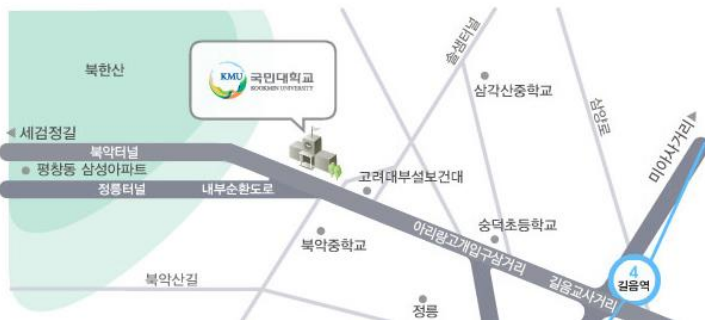 북한산
KMU 국민대학교
KOOKMIN UNIVERSITY
솔샘터널
삼각산중학교
삼양로
미아사거리
세검정길
북악터널
평창동 삼성아파트
정릉터널 내부순환도로
고려대부설보건대
북악중학교
아리랑고개입구삼거리
숭덕초등학교
북악산길
정릉
길음교사거리
4
길음역